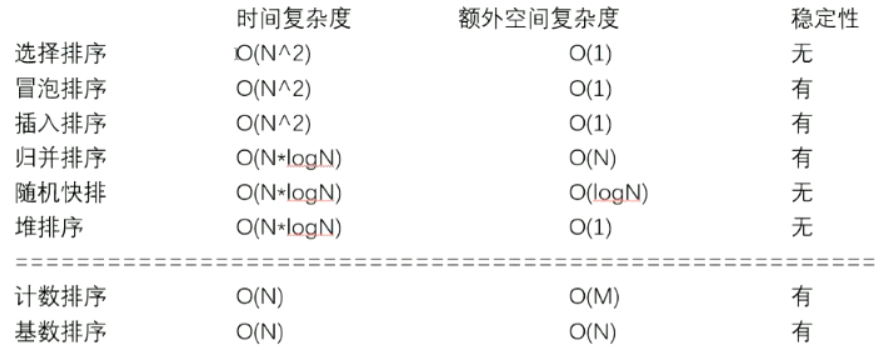 时间复杂度 额外空间复杂度 稳定性
选择排序 O(N^2) O(1) 无
冒泡排序 O(N^2) O(1) 有
插入排序 O(N^2) O(1) 有
归并排序 O(N*logN) O(N) 有
随机快排 O(N*logN) O(logN) 无
堆排序 O(N*logN) O(1) 无
=========================================================
计数排序 O(N) O(M) 有
基数排序 O(N) O(N) 有